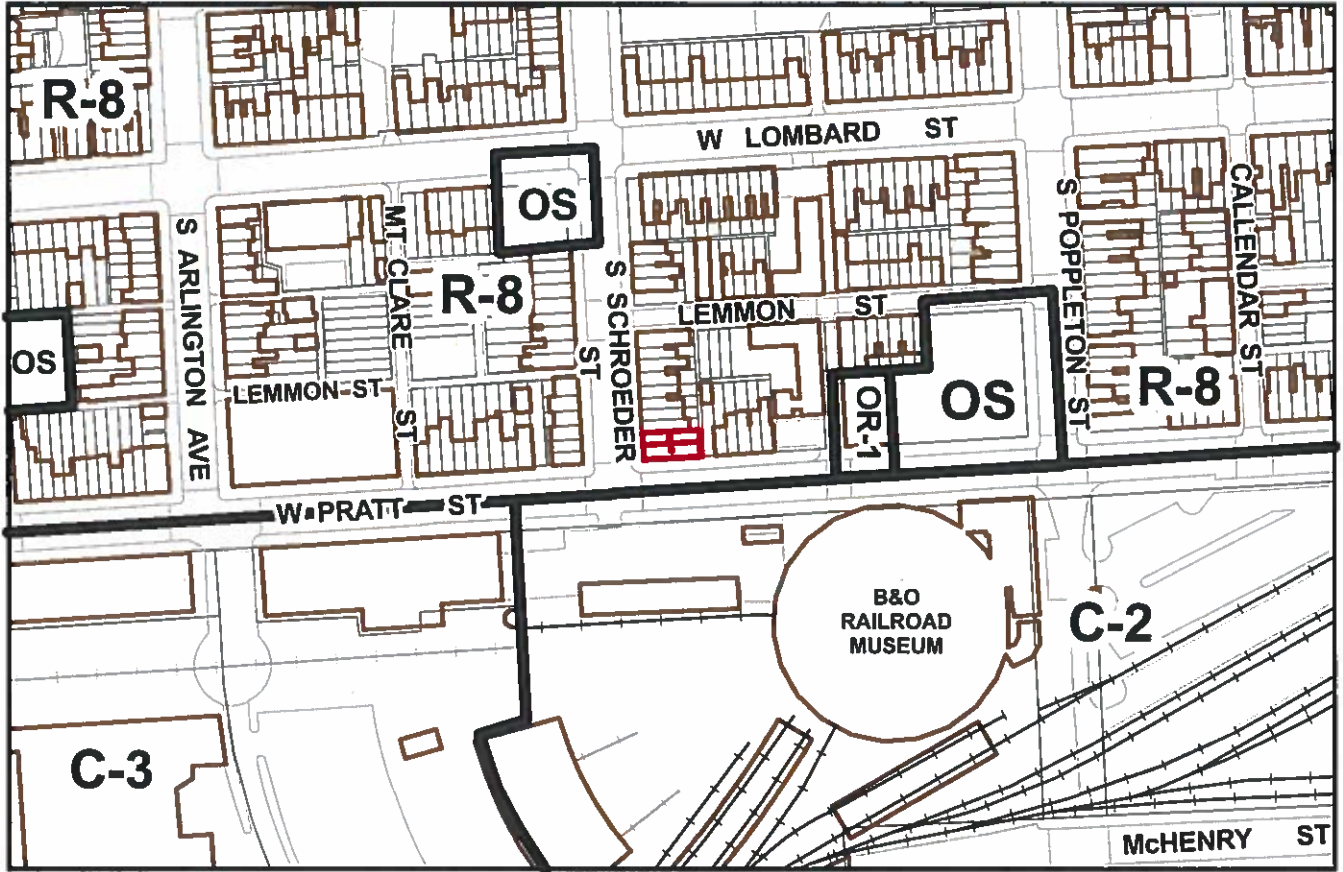 R-8
W LOMBARD ST
OS
S ARLINGTON AVE
MT. CLARE ST
R-8
S SCHROEDER ST
LEMMON ST
S POPPLETON ST
CALLENDAR ST
OS
LEMMON ST
OR-1
OS
R-8
W PRATT ST
B&O
RAILROAD
MUSEUM
C-2
C-3
McHENRY ST